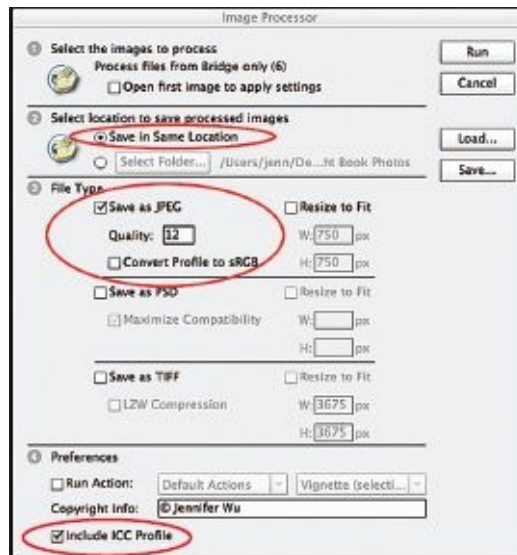 Image Processor
1 Select the images to process
Process files from Bridge only (6)
Open first image to apply settings
Run
Cancel
2 Select location to save processed images
Save in Same Location
Select Folder... /Users/jenn/De...ht Book Photos
Load...
Save...
3 File Type
Save as JPEG Resize to Fit
Quality: 12 W: 750 px
Convert Profile to sRGB H: 750 px
Save as PSD Resize to Fit
Maximize Compatibility W: px
H: px
Save as TIFF Resize to Fit
LZW Compression W: 3675 px
H: 3675 px
4 Preferences
Run Action: Default Actions Vignette (selecti...
Copyright Info: © Jennifer Wu
Include ICC Profile